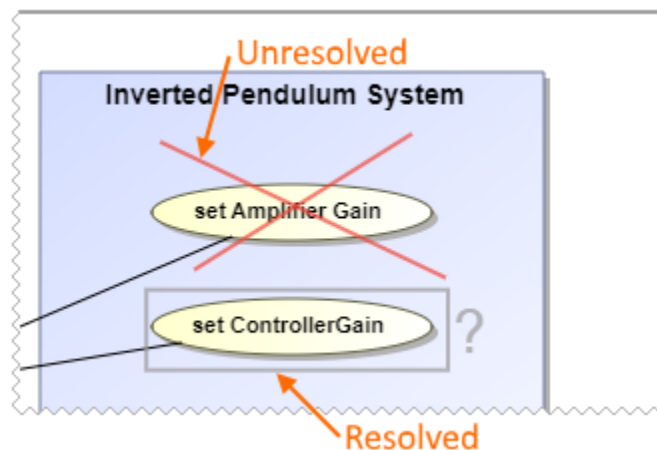 Unresolved
Inverted Pendulum System
set Amplifier Gain
set ControllerGain
?
Resolved